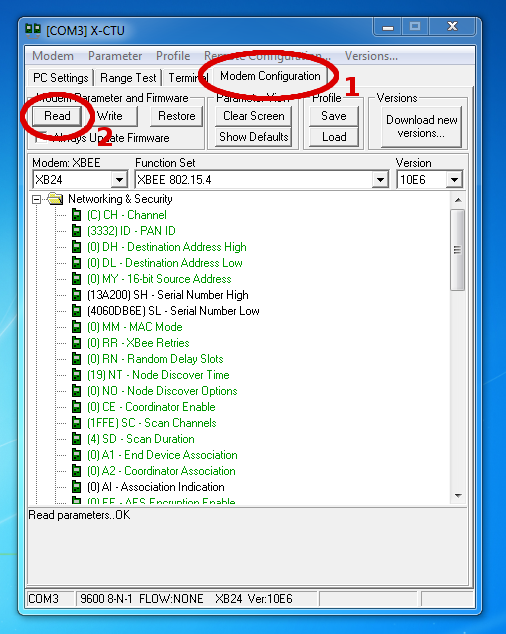 [COM3] X-CTU
Modem Parameter Profile Remote Configuration... Versions...
PC Settings Range Test Terminal Modem Configuration
1
Modem Parameter and Firmware Parameter View Profile Versions
Read Write Restore Clear Screen Save Download new versions...
2
Always Update Firmware Show Defaults Load
Modem: XBEE Function Set Version
XB24 XBEE 802.15.4 10E6
Networking & Security
(C) CH - Channel
(3332) ID - PAN ID
(0) DH - Destination Address High
(0) DL - Destination Address Low
(0) MY - 16-bit Source Address
(13A200) SH - Serial Number High
(4060DB6E) SL - Serial Number Low
(0) MM - MAC Mode
(0) RR - XBee Retries
(0) RN - Random Delay Slots
(19) NT - Node Discover Time
(0) NO - Node Discover Options
(0) CE - Coordinator Enable
(1FFE) SC - Scan Channels
(4) SD - Scan Duration
(0) A1 - End Device Association
(0) A2 - Coordinator Association
(0) AI - Association Indication
(0) EE - AES Encryption Enable
Read parameters..OK
COM3 9600 8-N-1 FLOW:NONE XB24 Ver:10E6